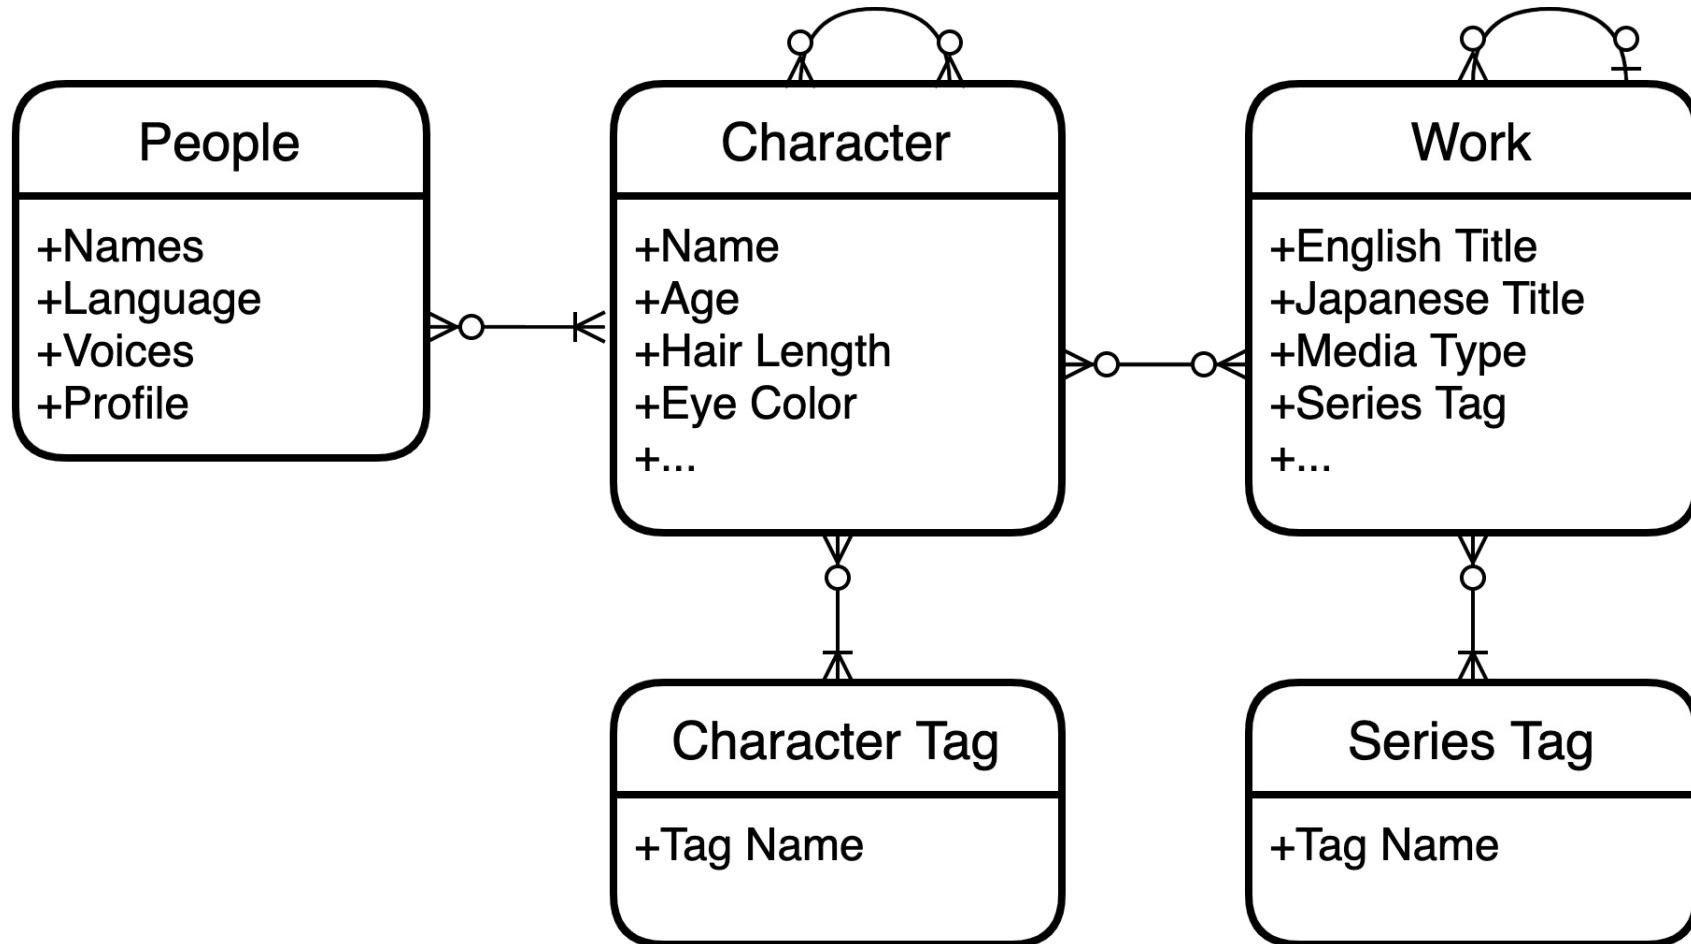 People
+Names
+Language
+Voices
+Profile
Character
+Name
+Age
+Hair Length
+Eye Color
+...
Work
+English Title
+Japanese Title
+Media Type
+Series Tag
+...
Character Tag
+Tag Name
Series Tag
+Tag Name